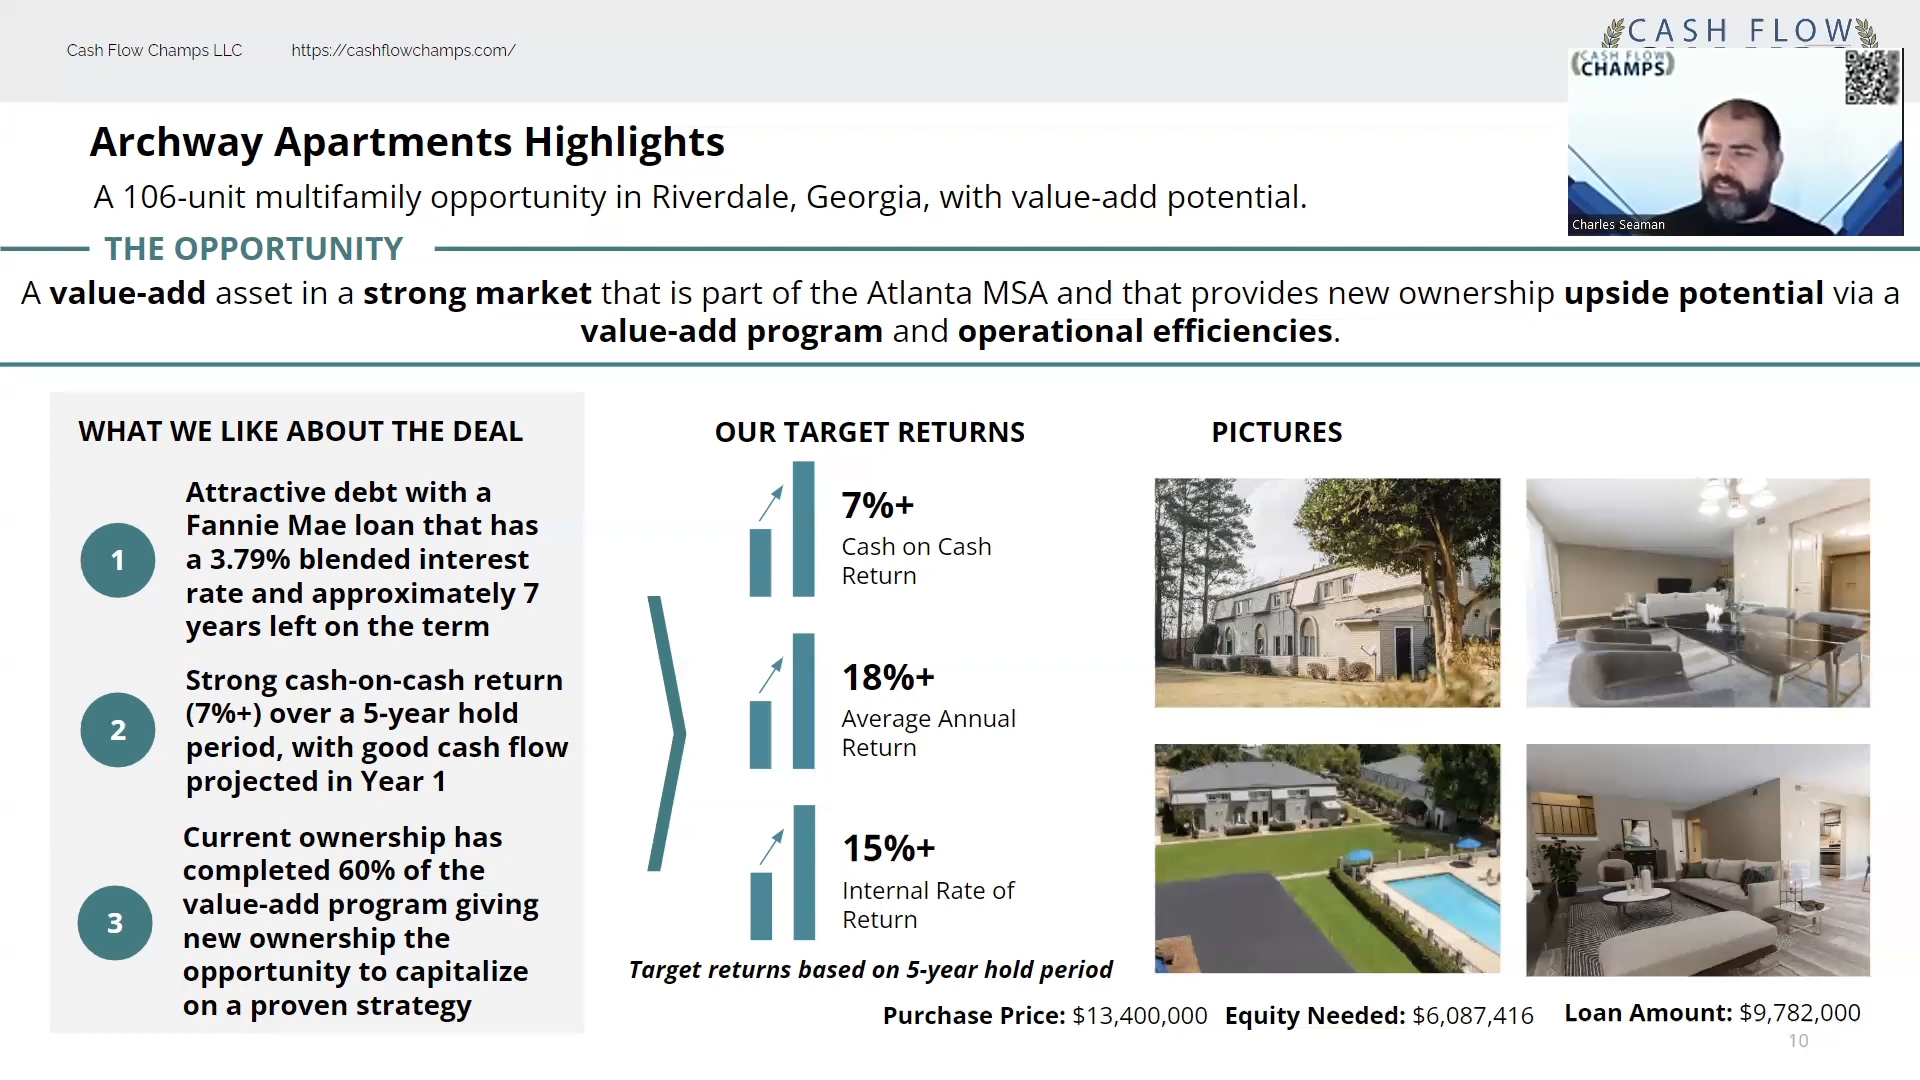 Cash Flow Champs LLC
https://cashflowchamps.com/
CASH FLOW
CASH FLOW
CHAMPS
Charles Seaman
Archway Apartments Highlights
A 106-unit multifamily opportunity in Riverdale, Georgia, with value-add potential.
THE OPPORTUNITY
A value-add asset in a strong market that is part of the Atlanta MSA and that provides new ownership upside potential via a
value-add program and operational efficiencies.
WHAT WE LIKE ABOUT THE DEAL
1
Attractive debt with a
Fannie Mae loan that has
a 3.79% blended interest
rate and approximately 7
years left on the term
2
Strong cash-on-cash return
(7%+) over a 5-year hold
period, with good cash flow
projected in Year 1
3
Current ownership has
completed 60% of the
value-add program giving
new ownership the
opportunity to capitalize
on a proven strategy
OUR TARGET RETURNS
7%+
Cash on Cash
Return
18%+
Average Annual
Return
15%+
Internal Rate of
Return
Target returns based on 5-year hold period
PICTURES
Purchase Price: $13,400,000 Equity Needed: $6,087,416 Loan Amount: $9,782,000
10